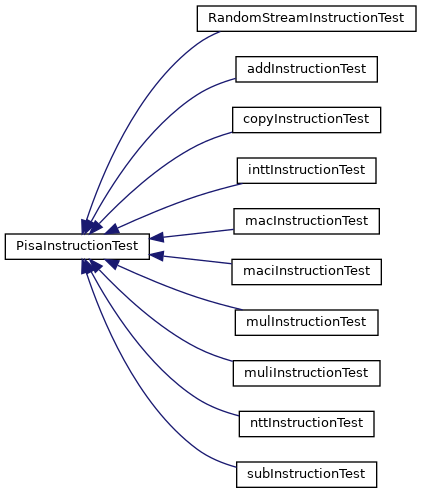 RandomStreamInstructionTest
addInstructionTest
copyInstructionTest
inttInstructionTest
macInstructionTest
PisaInstructionTest
maciInstructionTest
mulInstructionTest
muliInstructionTest
nttInstructionTest
subInstructionTest